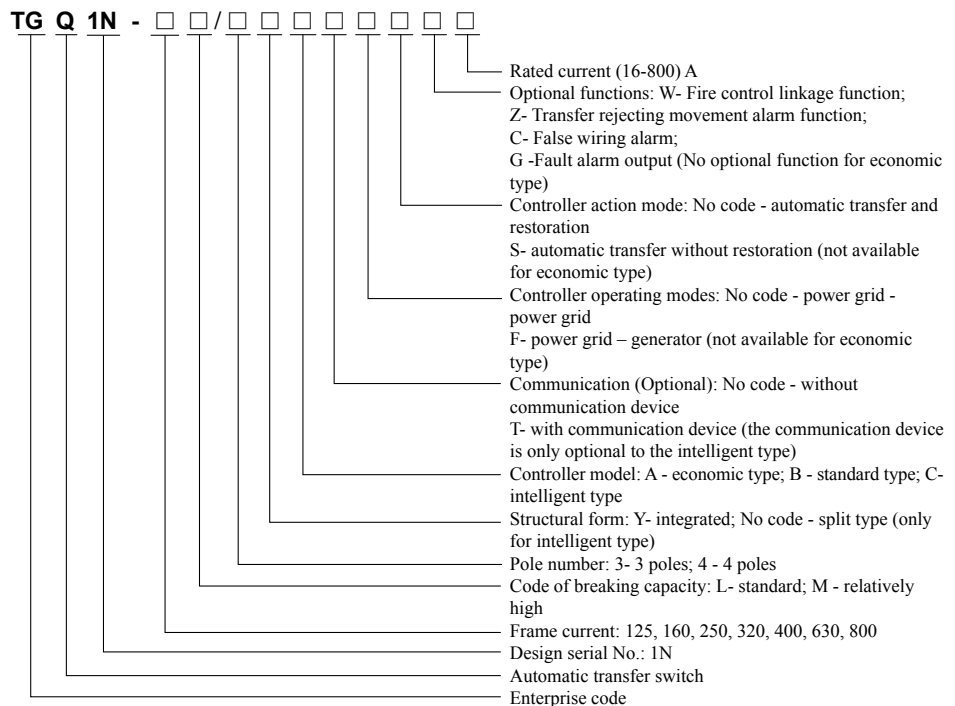 TG Q 1N - □ □ / □ □ □ □ □ □ □ □
Rated current (16-800) A
Optional functions: W- Fire control linkage function;
Z- Transfer rejecting movement alarm function;
C- False wiring alarm;
G -Fault alarm output (No optional function for economic
type)
Controller action mode: No code - automatic transfer and
restoration
S- automatic transfer without restoration (not available
for economic type)
Controller operating modes: No code - power grid -
power grid
F- power grid – generator (not available for economic
type)
Communication (Optional): No code - without
communication device
T- with communication device (the communication device
is only optional to the intelligent type)
Controller model: A - economic type; B - standard type; C-
intelligent type
Structural form: Y- integrated; No code - split type (only
for intelligent type)
Pole number: 3- 3 poles; 4 - 4 poles
Code of breaking capacity: L- standard; M - relatively
high
Frame current: 125, 160, 250, 320, 400, 630, 800
Design serial No.: 1N
Automatic transfer switch
Enterprise code